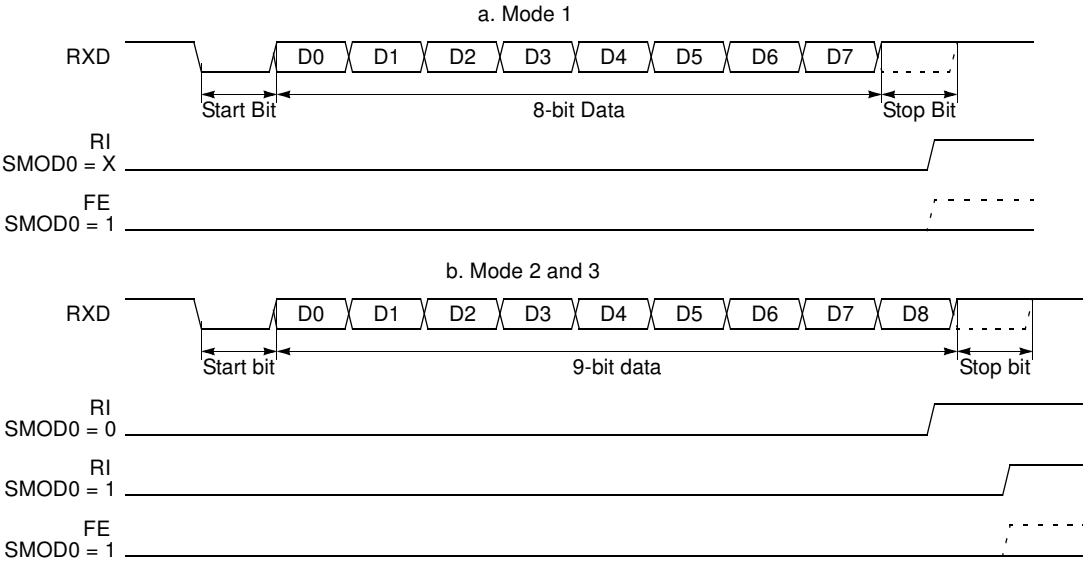 a. Mode 1
RXD D0 D1 D2 D3 D4 D5 D6 D7
Start Bit 8-bit Data Stop Bit
RI
SMOD0 = X
FE
SMOD0 = 1
b. Mode 2 and 3
RXD D0 D1 D2 D3 D4 D5 D6 D7 D8
Start bit 9-bit data Stop bit
RI
SMOD0 = 0
RI
SMOD0 = 1
FE
SMOD0 = 1